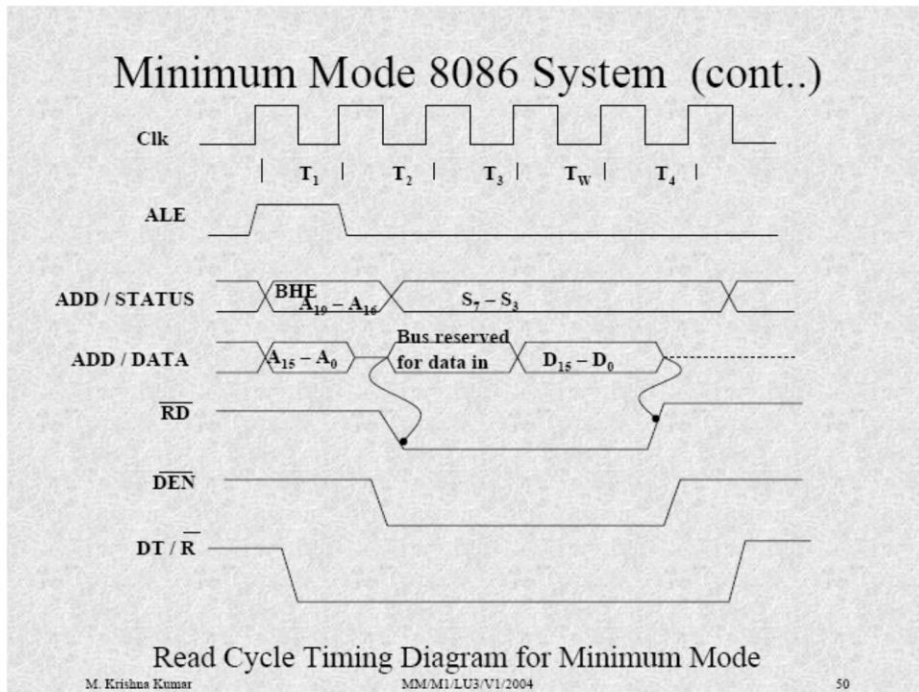 Minimum Mode 8086 System (cont..)
Clk
| T1 | T2 | T3 | TW | T4 |
ALE
ADD / STATUS
BHE
A19 – A16
S7 – S3
ADD / DATA
A15 – A0
Bus reserved
for data in
D15 – D0
RD
DEN
DT / R
Read Cycle Timing Diagram for Minimum Mode
M. Krishna Kumar MM/M1/LU3/V1/2004 50